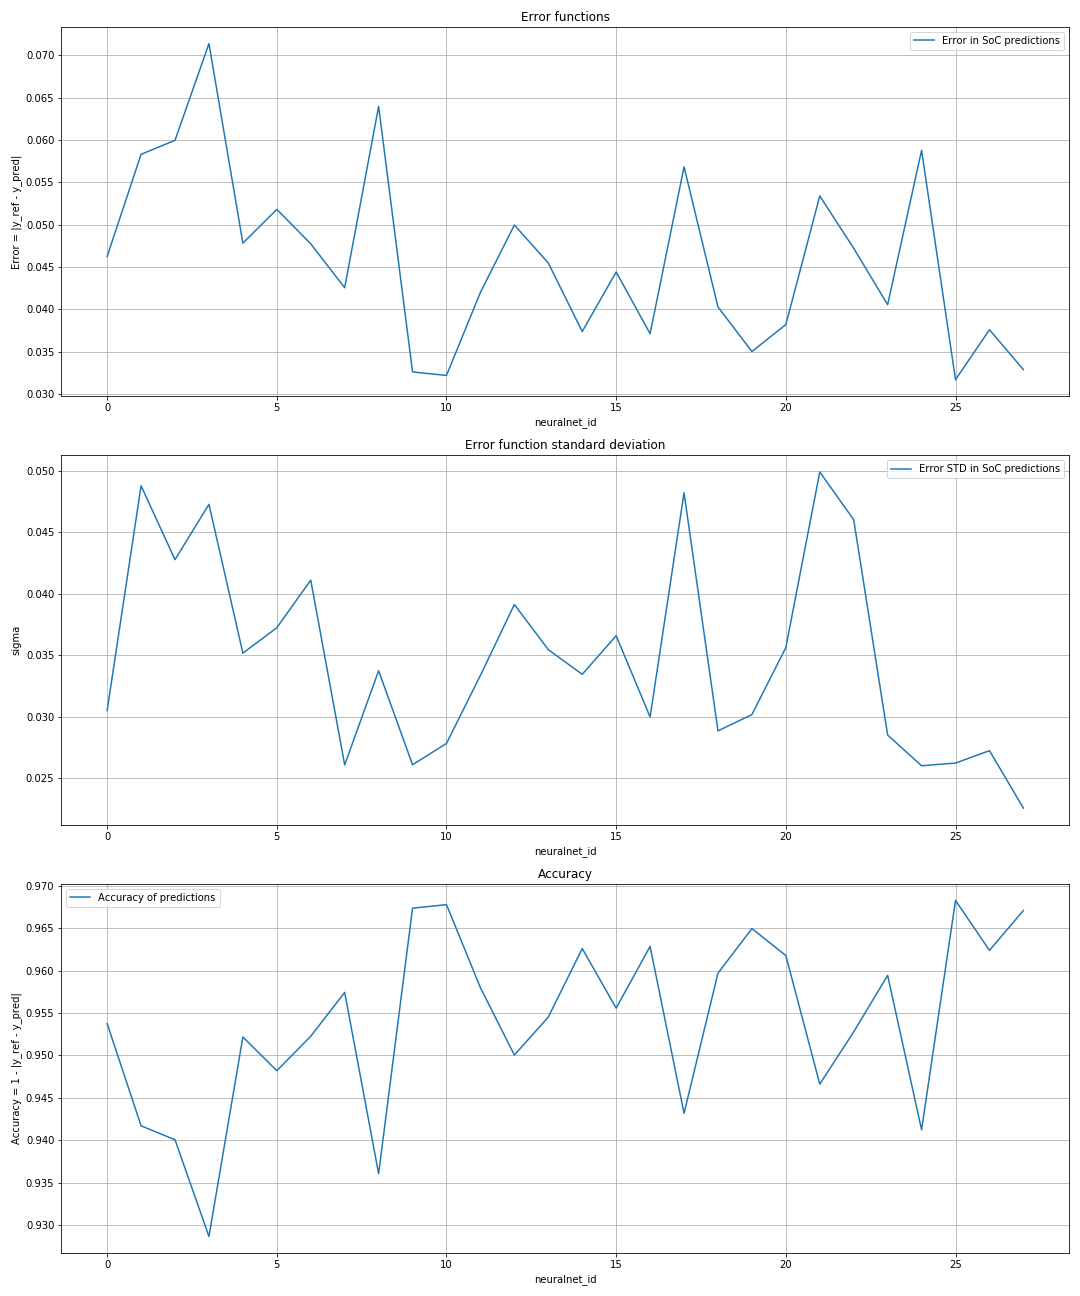 Error functions
Error in SoC predictions
Error = |y_ref - y_pred|
0.070
0.065
0.060
0.055
0.050
0.045
0.040
0.035
0.030
0 5 10 15 20 25
neuralnet_id
Error function standard deviation
Error STD in SoC predictions
sigma
0.050
0.045
0.040
0.035
0.030
0.025
0 5 10 15 20 25
neuralnet_id
Accuracy
Accuracy of predictions
Accuracy = 1 - |y_ref - y_pred|
0.970
0.965
0.960
0.955
0.950
0.945
0.940
0.935
0.930
0 5 10 15 20 25
neuralnet_id